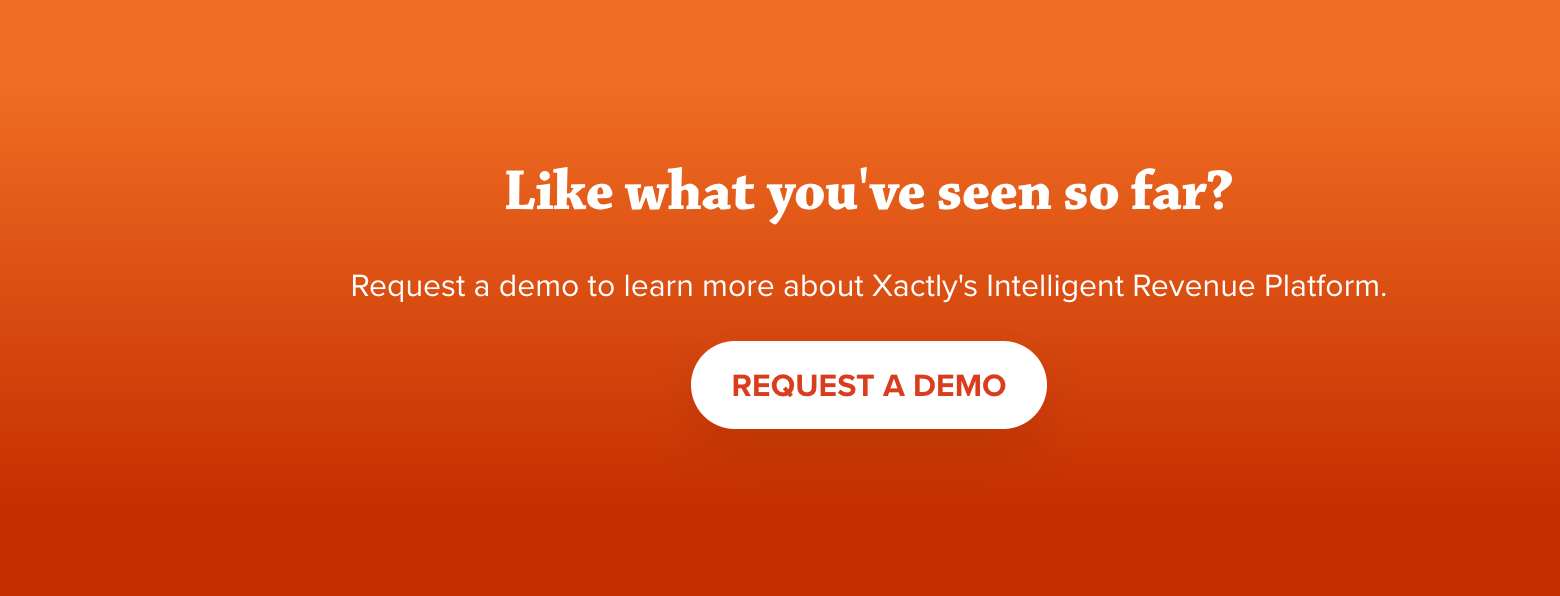 Like what you've seen so far?
Request a demo to learn more about Xactly's Intelligent Revenue Platform.
REQUEST A DEMO